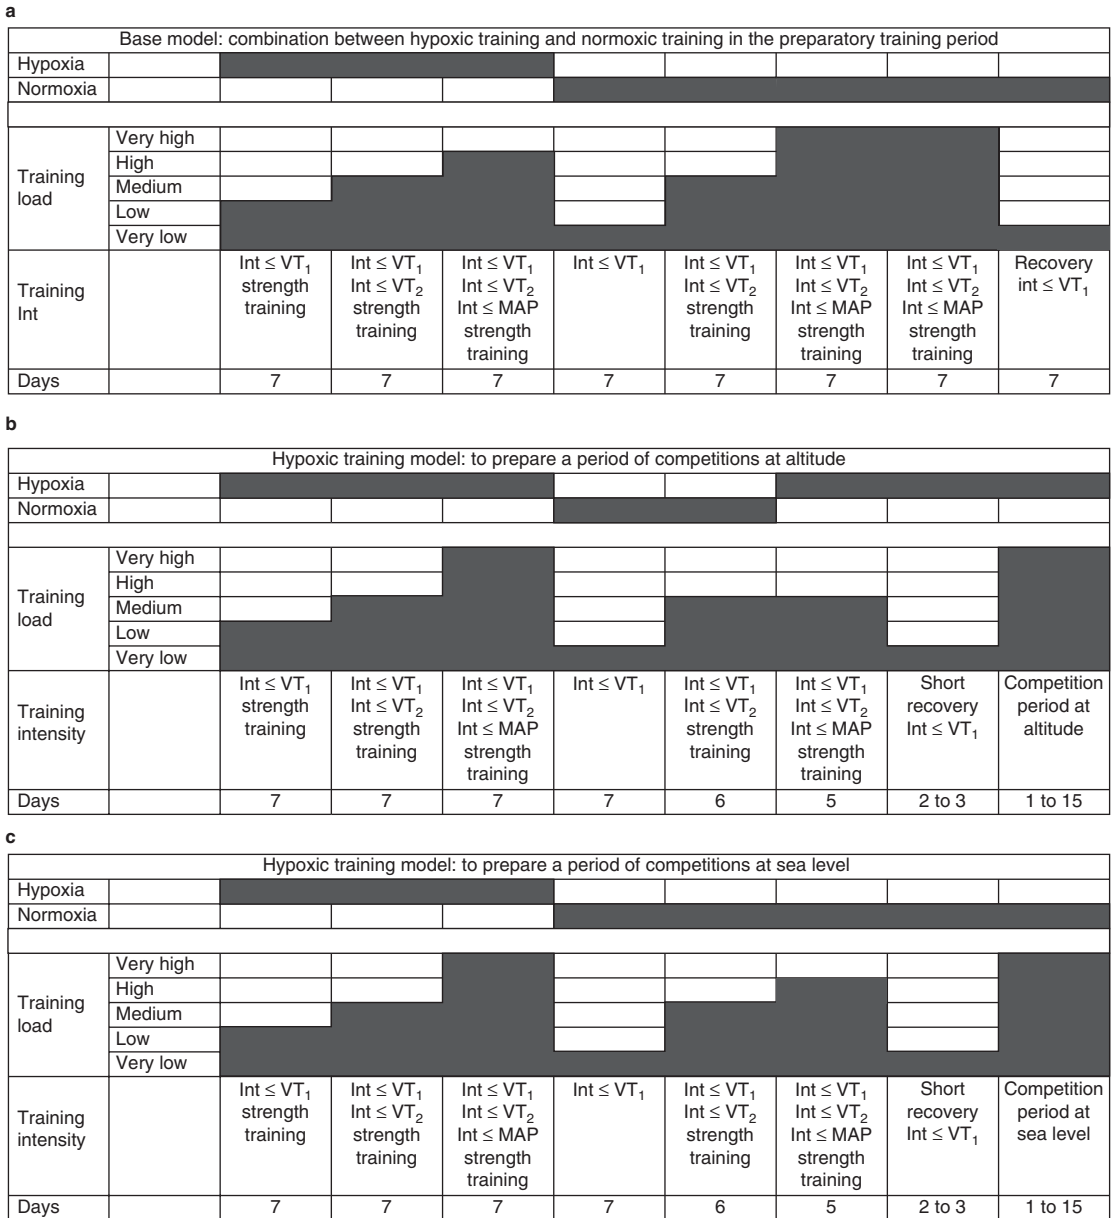 a
Base model: combination between hypoxic training and normoxic training in the preparatory training period
Hypoxia
Normoxia
Training load
Very high
High
Medium
Low
Very low
Training Int
Int ≤ VT₁ strength training
Int ≤ VT₁ Int ≤ VT₂ strength training
Int ≤ VT₁ Int ≤ VT₂ Int ≤ MAP strength training
Int ≤ VT₁
Int ≤ VT₁ Int ≤ VT₂ strength training
Int ≤ VT₁ Int ≤ VT₂ Int ≤ MAP strength training
Int ≤ VT₁ Int ≤ VT₂ Int ≤ MAP strength training
Recovery int ≤ VT₁
Days 7 7 7 7 7 7 7 7
b
Hypoxic training model: to prepare a period of competitions at altitude
Hypoxia
Normoxia
Training load
Very high
High
Medium
Low
Very low
Training intensity
Int ≤ VT₁ strength training
Int ≤ VT₁ Int ≤ VT₂ strength training
Int ≤ VT₁ Int ≤ VT₂ Int ≤ MAP strength training
Int ≤ VT₁
Int ≤ VT₁ Int ≤ VT₂ strength training
Int ≤ VT₁ Int ≤ VT₂ Int ≤ MAP strength training
Short recovery Int ≤ VT₁
Competition period at altitude
Days 7 7 7 7 6 5 2 to 3 1 to 15
c
Hypoxic training model: to prepare a period of competitions at sea level
Hypoxia
Normoxia
Training load
Very high
High
Medium
Low
Very low
Training intensity
Int ≤ VT₁ strength training
Int ≤ VT₁ Int ≤ VT₂ strength training
Int ≤ VT₁ Int ≤ VT₂ Int ≤ MAP strength training
Int ≤ VT₁
Int ≤ VT₁ Int ≤ VT₂ strength training
Int ≤ VT₁ Int ≤ VT₂ Int ≤ MAP strength training
Short recovery Int ≤ VT₁
Competition period at sea level
Days 7 7 7 7 6 5 2 to 3 1 to 15